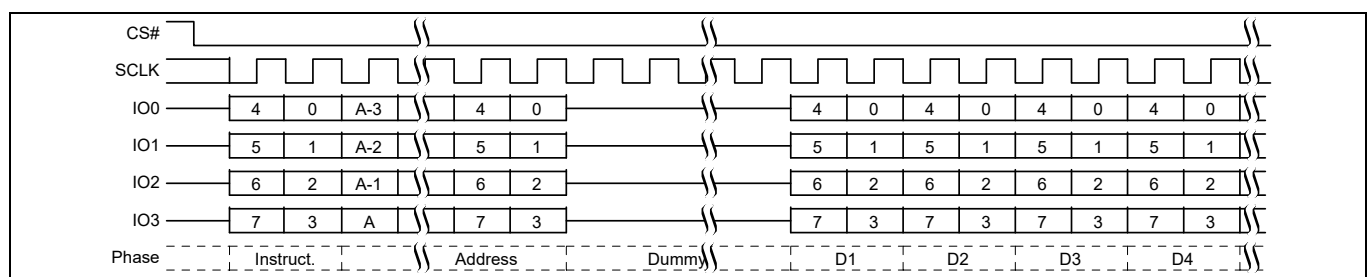 CS#
SCLK
IO0 4 0 A-3 4 0 4 0 4 0 4 0 4 0
IO1 5 1 A-2 5 1 5 1 5 1 5 1 5 1
IO2 6 2 A-1 6 2 6 2 6 2 6 2 6 2
IO3 7 3 A 7 3 7 3 7 3 7 3 7 3
Phase Instruct. Address Dummy D1 D2 D3 D4